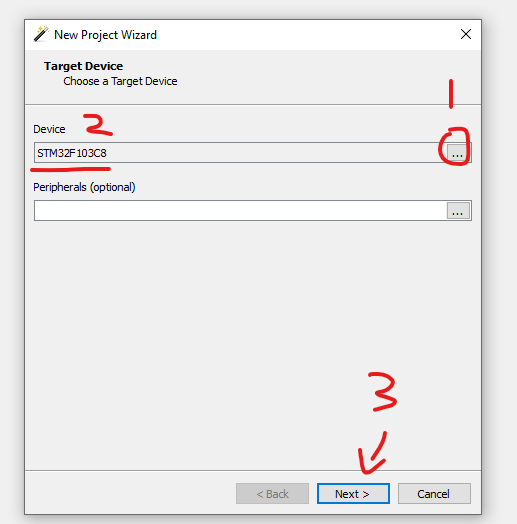 New Project Wizard
Target Device
Choose a Target Device
1
Device 2
STM32F103C8 ...
Peripherals (optional)
...
3
< Back Next > Cancel